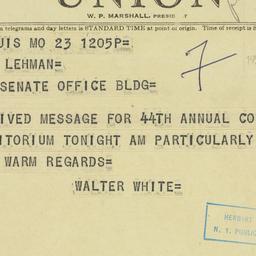 UNION
W. P. MARSHALL, PRESIDENT
in telegrams and day letters is STANDARD TIME at point of origin. Time of receipt is
UIS MO 23 1205P=
LEHMAN=
SENATE OFFICE BLDG=
7
IVED MESSAGE FOR 44TH ANNUAL CO
ITORIUM TONIGHT AM PARTICULARLY
WARM REGARDS=
WALTER WHITE=
HERBERT
N. Y. PUBLIC